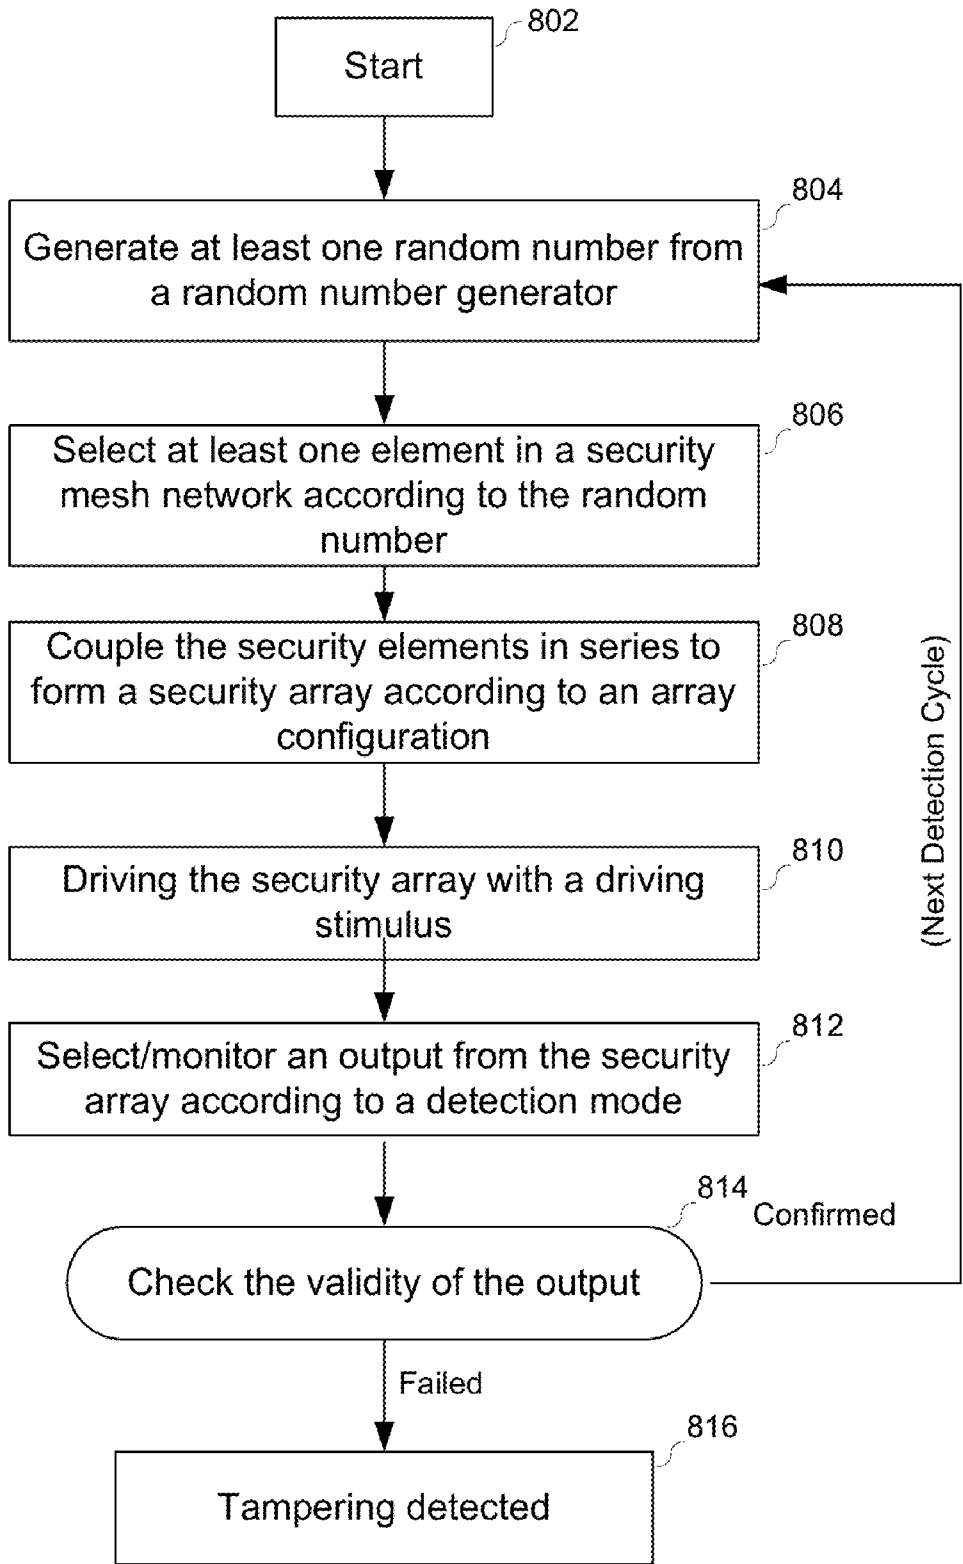 802
Start
804
Generate at least one random number from
a random number generator
806
Select at least one element in a security
mesh network according to the random
number
808
Couple the security elements in series to
form a security array according to an array
configuration
(Next Detection Cycle)
810
Driving the security array with a driving
stimulus
812
Select/monitor an output from the security
array according to a detection mode
814
Confirmed
Check the validity of the output
Failed
816
Tampering detected